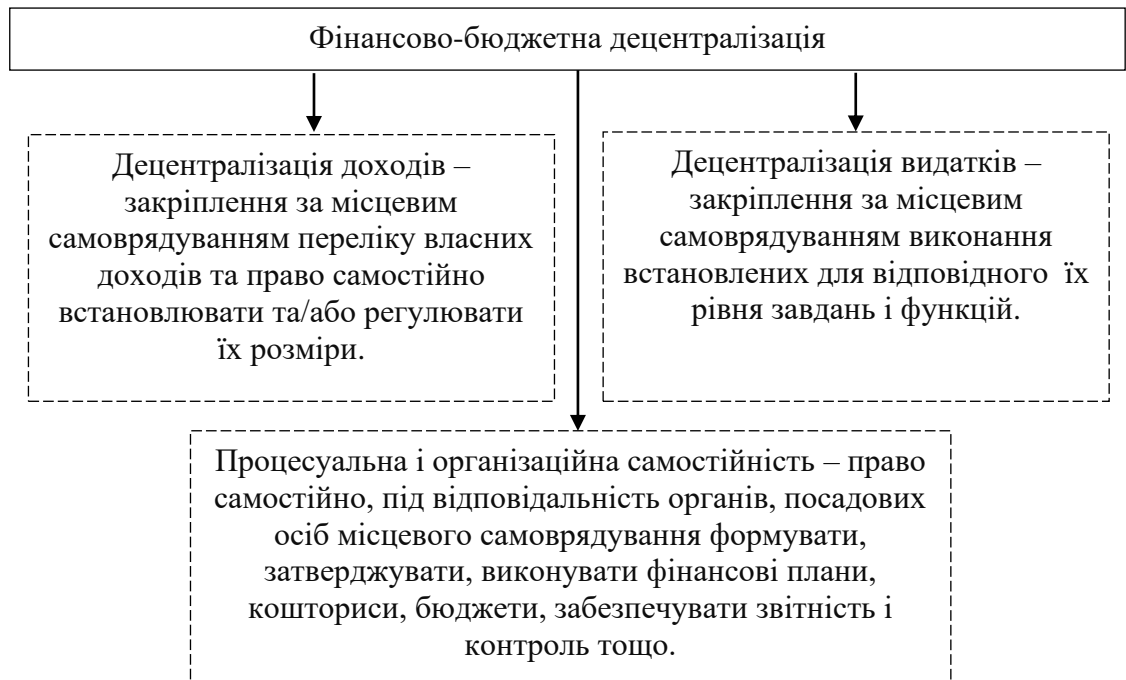 Фінансово-бюджетна децентралізація
Децентралізація доходів –
закріплення за місцевим
самоврядуванням переліку власних
доходів та право самостійно
встановлювати та/або регулювати
їх розміри.
Децентралізація видатків –
закріплення за місцевим
самоврядуванням виконання
встановлених для відповідного їх
рівня завдань і функцій.
Процесуальна і організаційна самостійність – право
самостійно, під відповідальність органів, посадових
осіб місцевого самоврядування формувати,
затверджувати, виконувати фінансові плани,
кошториси, бюджети, забезпечувати звітність і
контроль тощо.